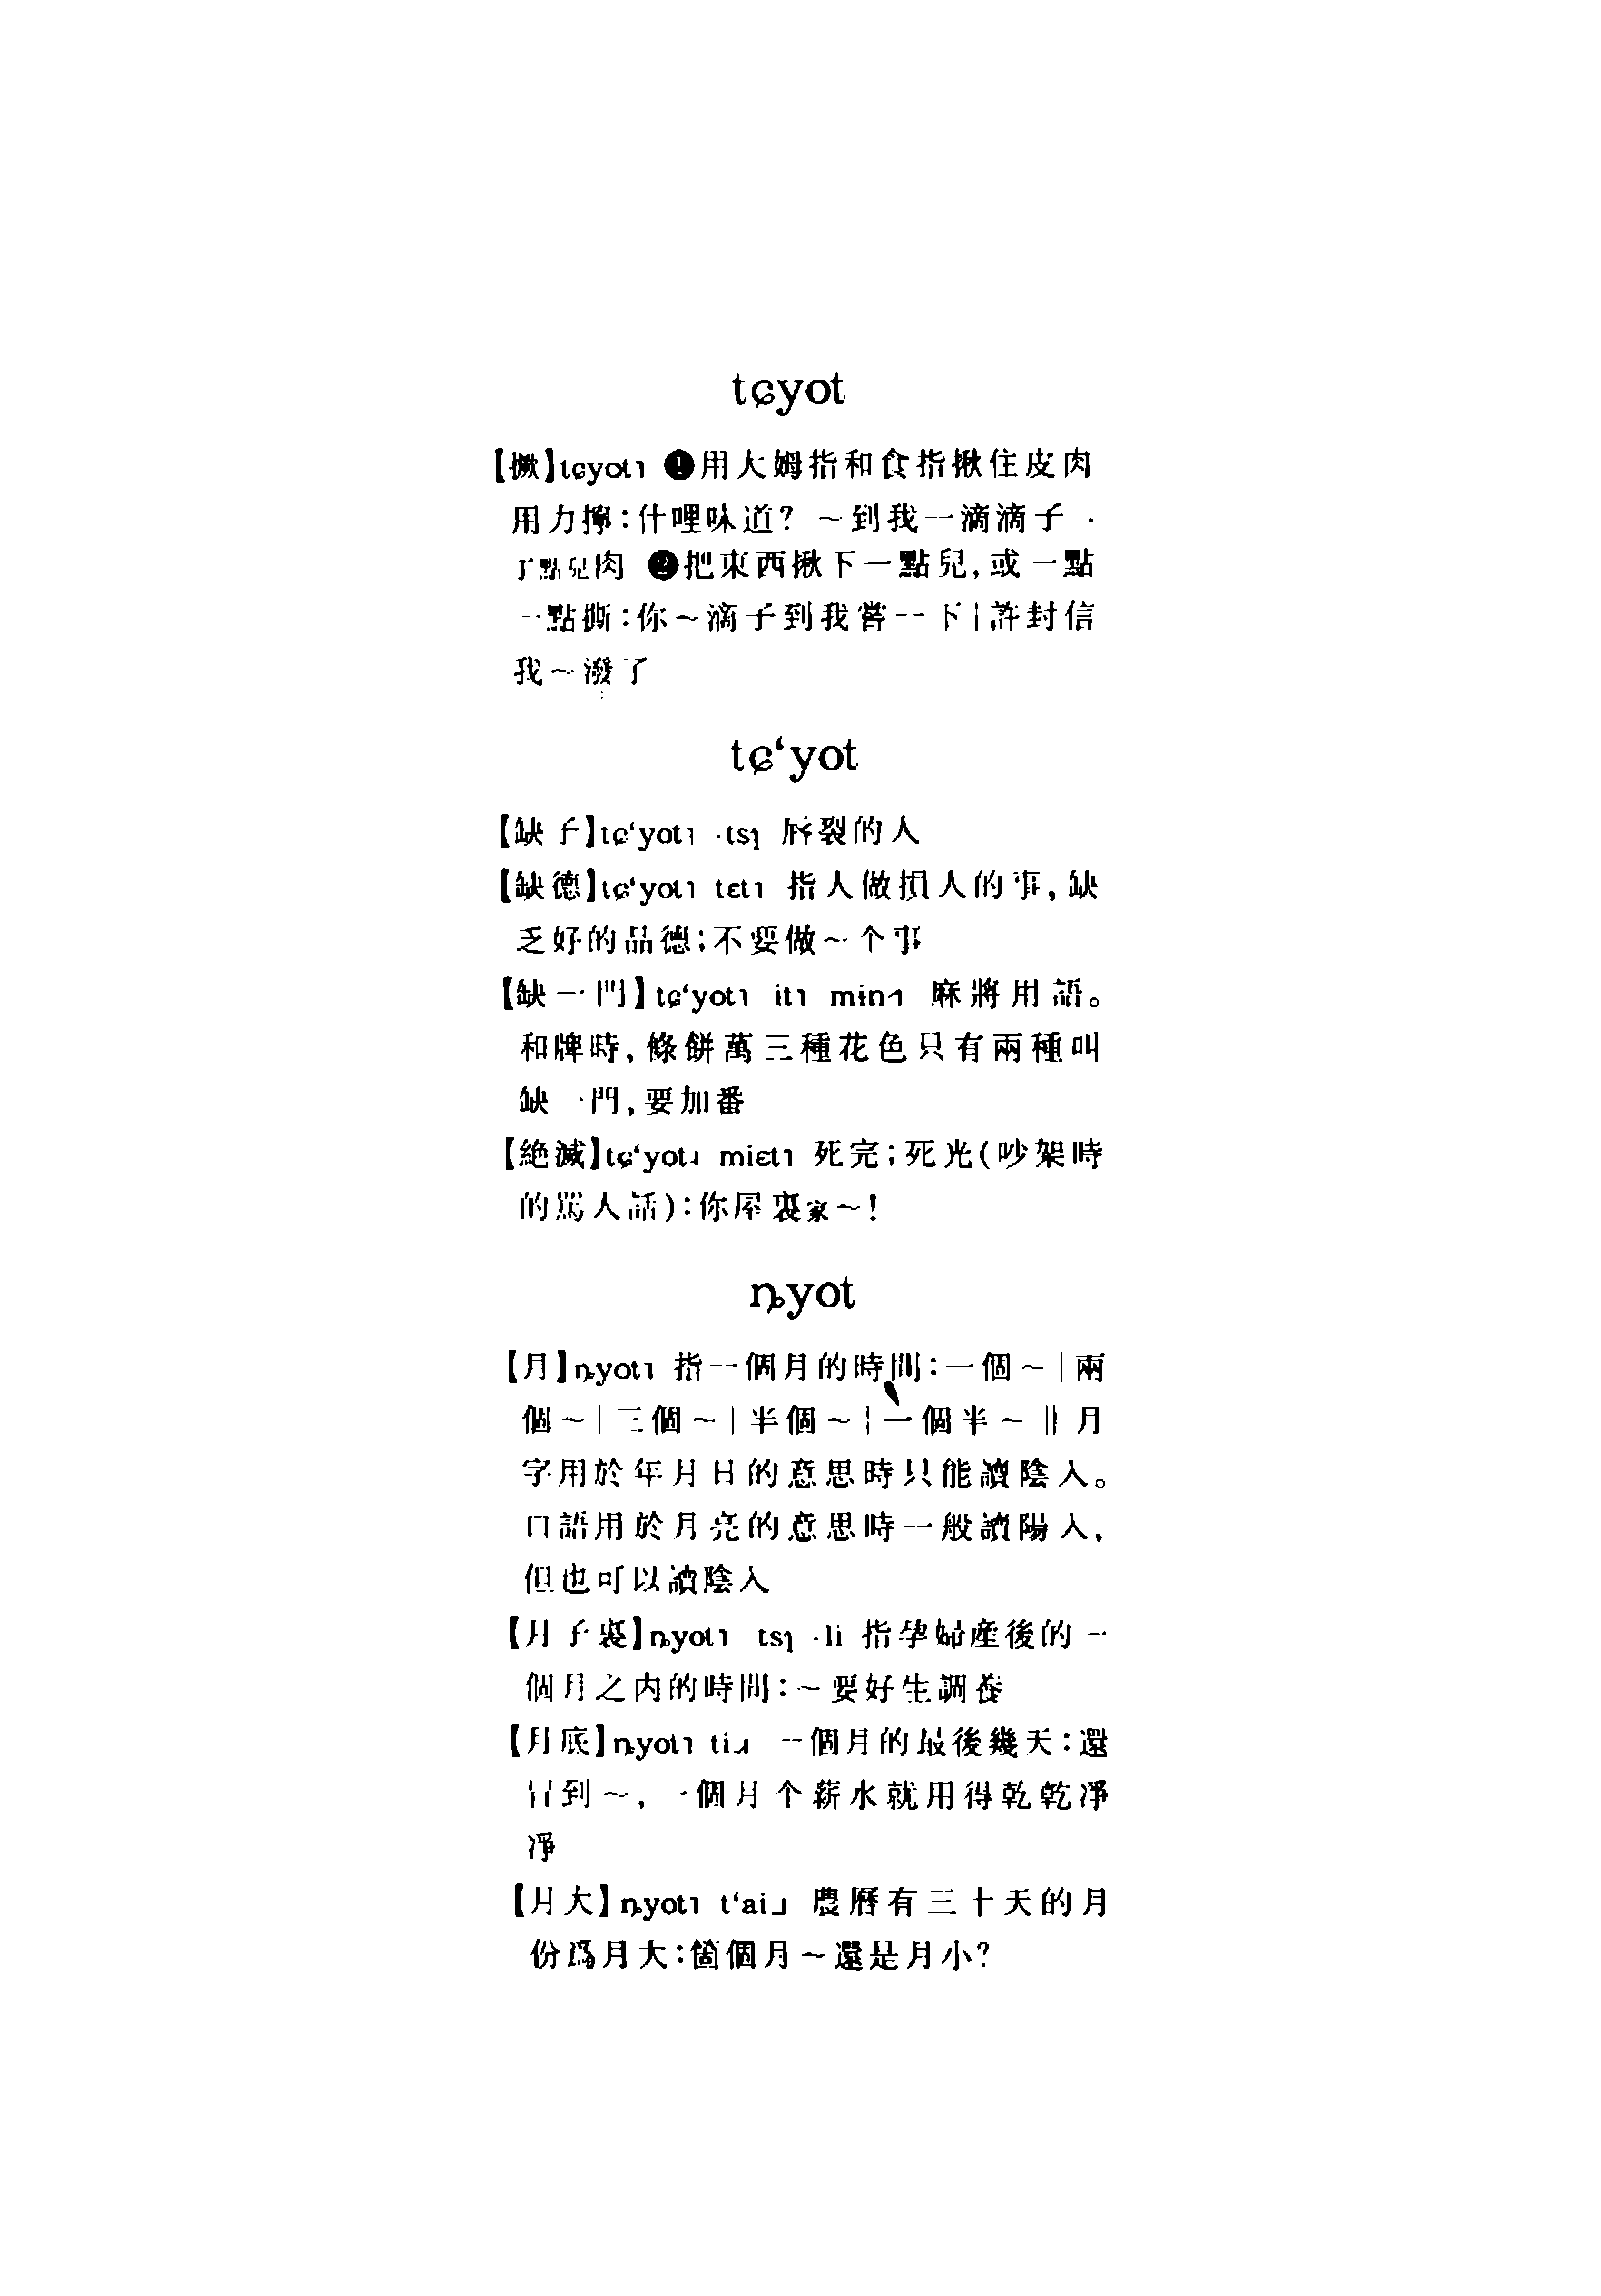 tɕyot
【撅】tɕyot˥ ❶用大姆指和食指揪住皮肉
用力擰：什哩味道？～到我一滴滴子
點兒肉 ❷把東西揪下一點兒，或一點
一點撕：你～滴子到我嘗一下｜許封信
我～潑了
tɕ‘yot
【缺子】tɕ‘yot˥ ·tsɿ 唇裂的人
【缺德】tɕ‘yot˥ tɛt˥ 指人做損人的事，缺
乏好的品德；不要做～个事
【缺一門】tɕ‘yot˥ it˥ min 麻將用語。
和牌時，條餅萬三種花色只有兩種叫
缺一門，要加番
【絶滅】tɕ‘yot miɛt˥ 死完；死光（吵架時
的駡人話）：你屋裏家～！
ȵyot
【月】ȵyot˥ 指一個月的時間：一個～｜兩
個～｜三個～｜半個～｜一個半～‖月
字用於年月日的意思時只能讀陰入。
口語用於月亮的意思時一般讀陽入，
但也可以讀陰入
【月子裏】ȵyot˥ tsɿ ·li 指孕婦産後的一
個月之内的時間：～要好生調養
【月底】ȵyot˥ ti 一個月的最後幾天：還
冇到～，一個月个薪水就用得乾乾凈
凈
【月大】ȵyot˥ t‘ai˩ 農曆有三十天的月
份爲月大：箇個月～還是月小？